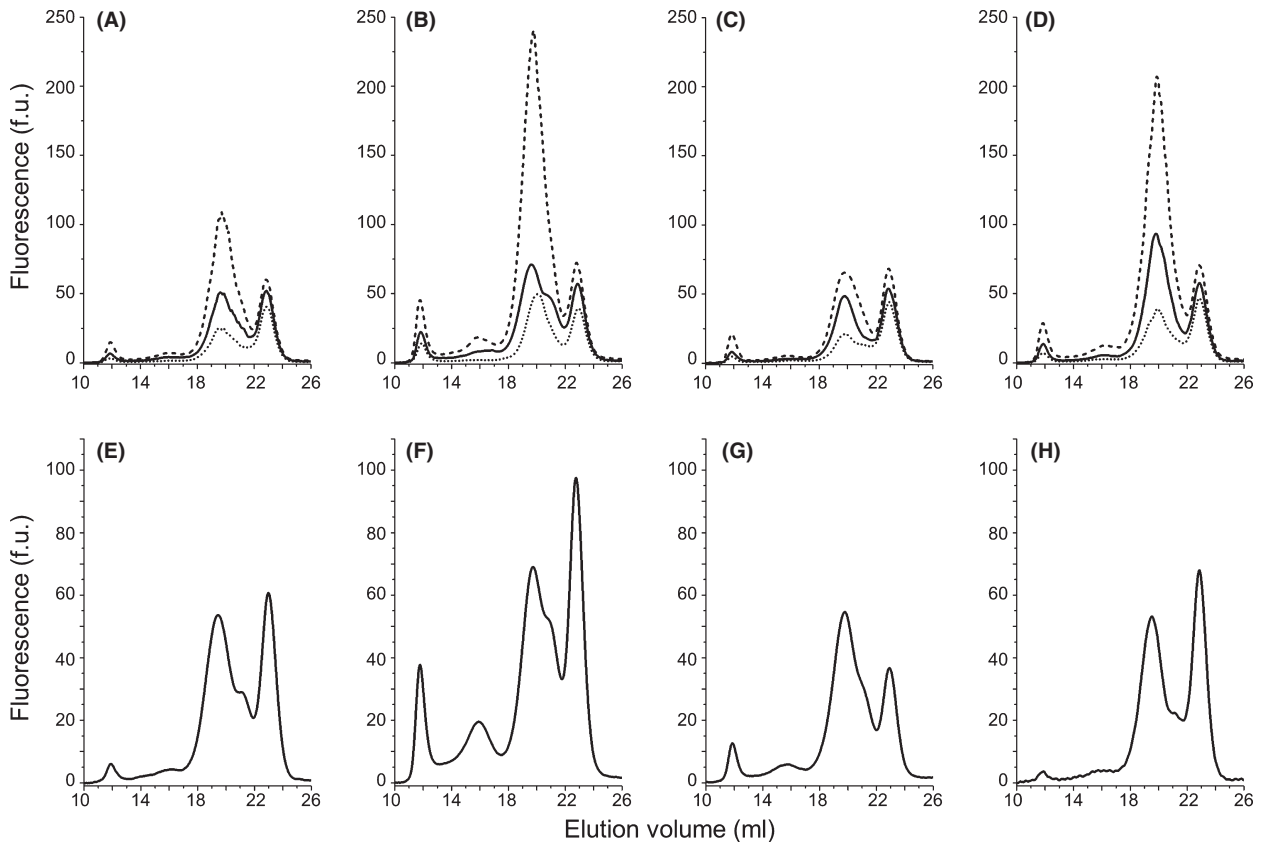 (A) (B) (C) (D)
250 250 250 250
200 200 200 200
150 150 150 150
100 100 100 100
50 50 50 50
0 0 0 0
10 14 18 22 26 10 14 18 22 26 10 14 18 22 26 10 14 18 22 26
Fluorescence (f.u.)
(E) (F) (G) (H)
100 100 100 100
80 80 80 80
60 60 60 60
40 40 40 40
20 20 20 20
0 0 0 0
10 14 18 22 26 10 14 18 22 26 10 14 18 22 26 10 14 18 22 26
Fluorescence (f.u.)
Elution volume (ml)